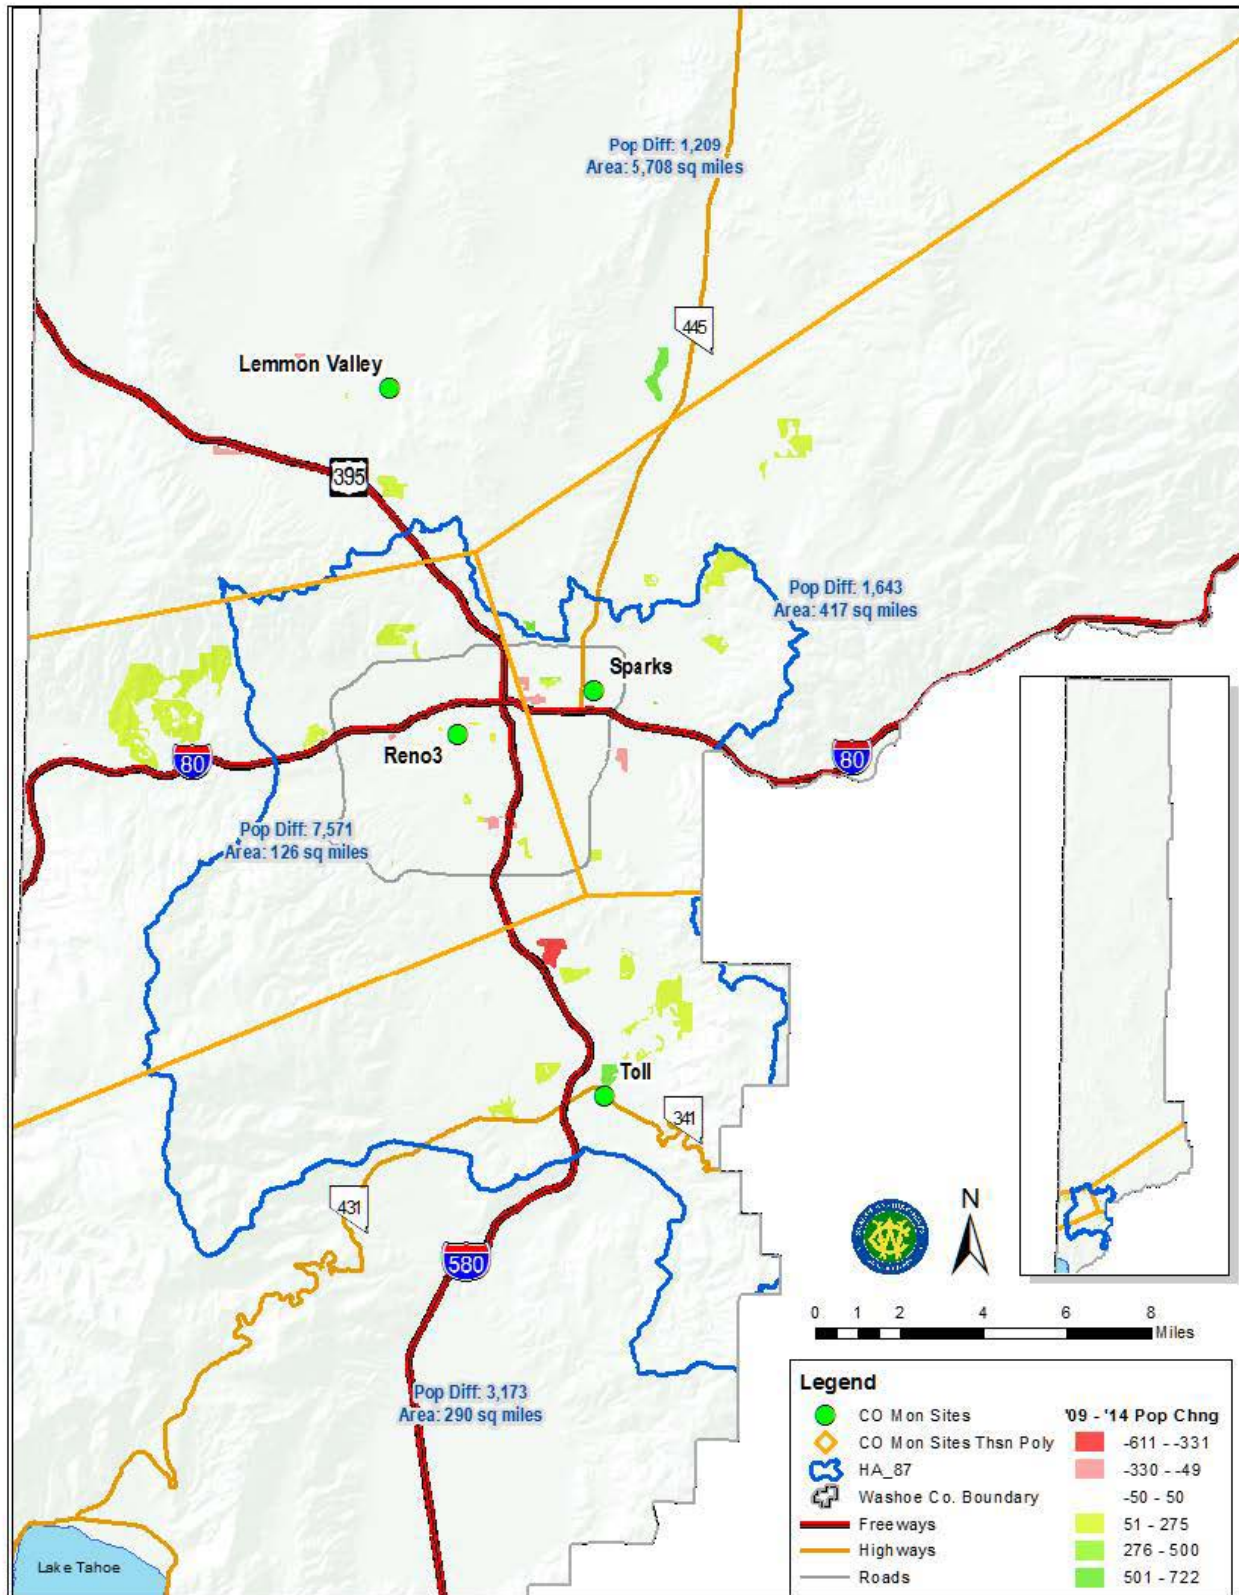 Pop Diff: 1,209
Area: 5,708 sq miles
445
Lemmon Valley
395
Pop Diff: 1,643
Area: 417 sq miles
Sparks
Reno3
80
80
Pop Diff: 7,571
Area: 126 sq miles
Toll
341
431
N
580
0 1 2 4 6 8
Miles
Pop Diff: 3,173
Area: 290 sq miles
Legend
CO Mon Sites
CO Mon Sites Thsn Poly
HA_87
Washoe Co. Boundary
Freeways
Highways
Roads
'09 - '14 Pop Chng
-611 - -331
-330 - -49
-50 - 50
51 - 275
276 - 500
501 - 722
Lake Tahoe